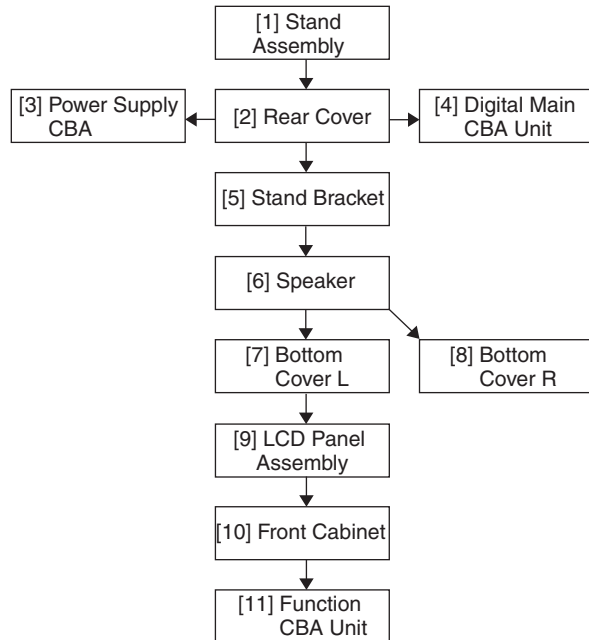 [1] Stand
Assembly
[3] Power Supply
CBA
[2] Rear Cover
[4] Digital Main
CBA Unit
[5] Stand Bracket
[6] Speaker
[7] Bottom
Cover L
[8] Bottom
Cover R
[9] LCD Panel
Assembly
[10] Front Cabinet
[11] Function
CBA Unit